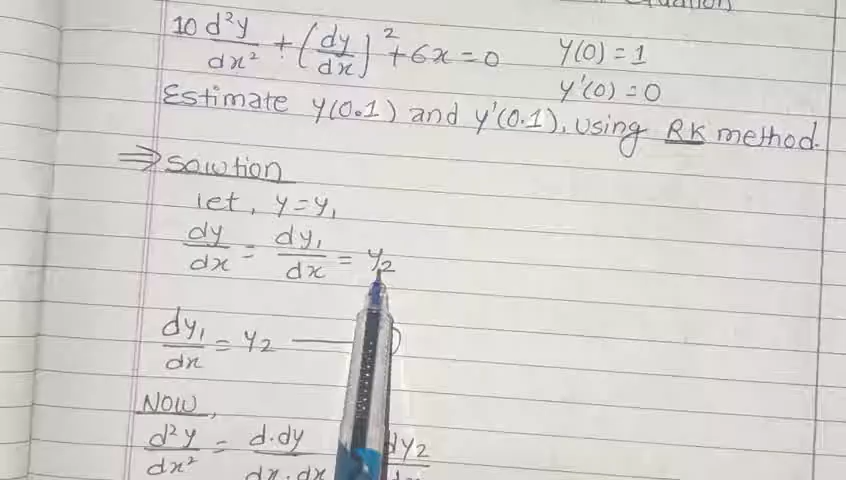 Equation
10 d²y/dx² + (dy/dx)² + 6x = 0 y(0) = 1
y'(0) = 0
Estimate y(0.1) and y'(0.1), using RK method.
⇒ Solution
let, y = y₁
dy/dx = dy₁/dx = y₂
dy₁/dx = y₂ ——
Now,
d²y/dx² = d·dy/dx·dx dy₂